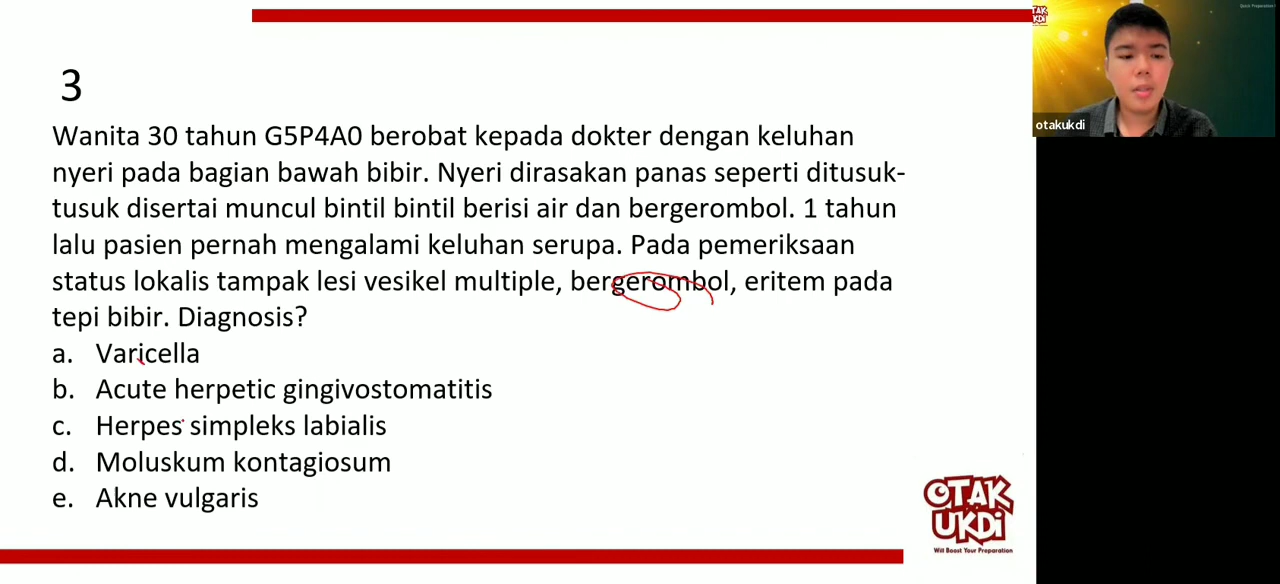 3
Wanita 30 tahun G5P4A0 berobat kepada dokter dengan keluhan
nyeri pada bagian bawah bibir. Nyeri dirasakan panas seperti ditusuk-
tusuk disertai muncul bintil bintil berisi air dan bergerombol. 1 tahun
lalu pasien pernah mengalami keluhan serupa. Pada pemeriksaan
status lokalis tampak lesi vesikel multiple, bergerombol, eritem pada
tepi bibir. Diagnosis?
a. Varicella
b. Acute herpetic gingivostomatitis
c. Herpes simpleks labialis
d. Moluskum kontagiosum
e. Akne vulgaris
otakukdi
OTAK
UKDi
Will Boost Your Preparation